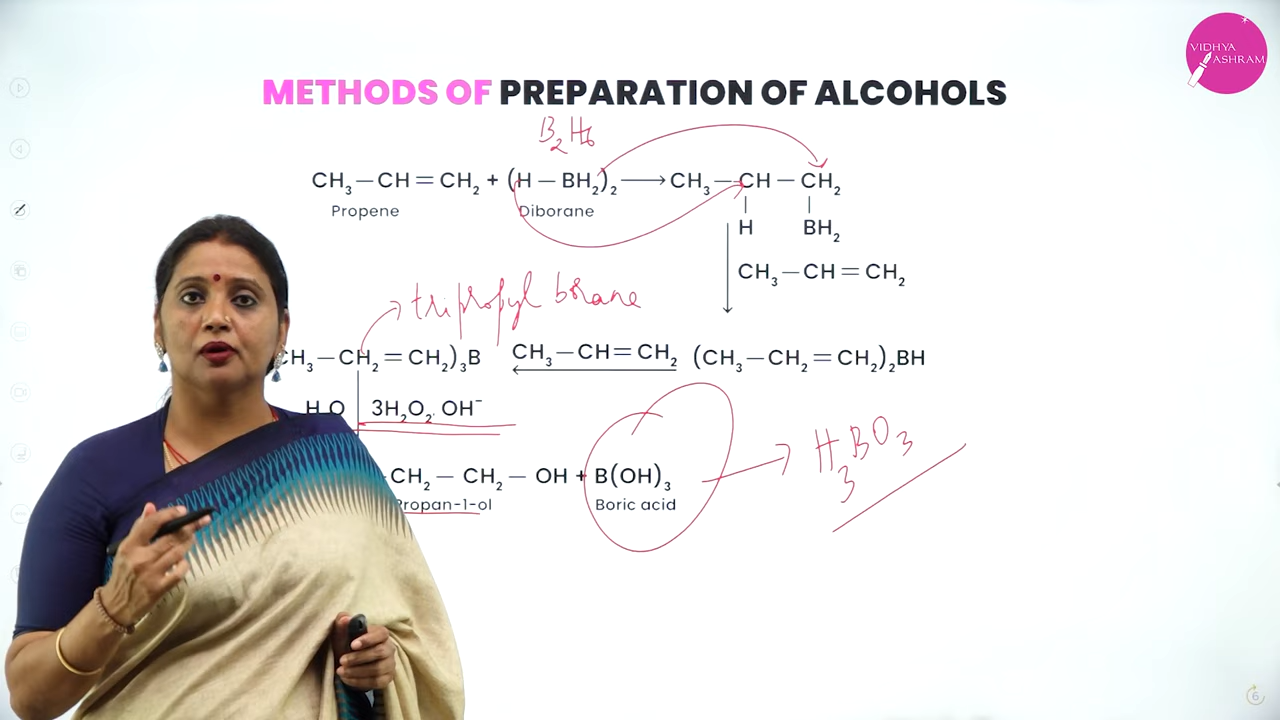 VIDHYA
ASHRAM
METHODS OF PREPARATION OF ALCOHOLS
B₂H₆
CH₃—CH=CH₂ + (H — BH₂)₂ ⟶ CH₃ — CH — CH₂
Propene Diborane
| |
H BH₂
CH₃—CH=CH₂
tripropyl borane
CH₃—CH₂=CH₂)₃B CH₃—CH=CH₂ (CH₃—CH₂=CH₂)₂BH
H₂O 3H₂O₂, OH⁻
CH₂ — CH₂ — OH + B(OH)₃ → H₃BO₃
Propan-1-ol Boric acid
6